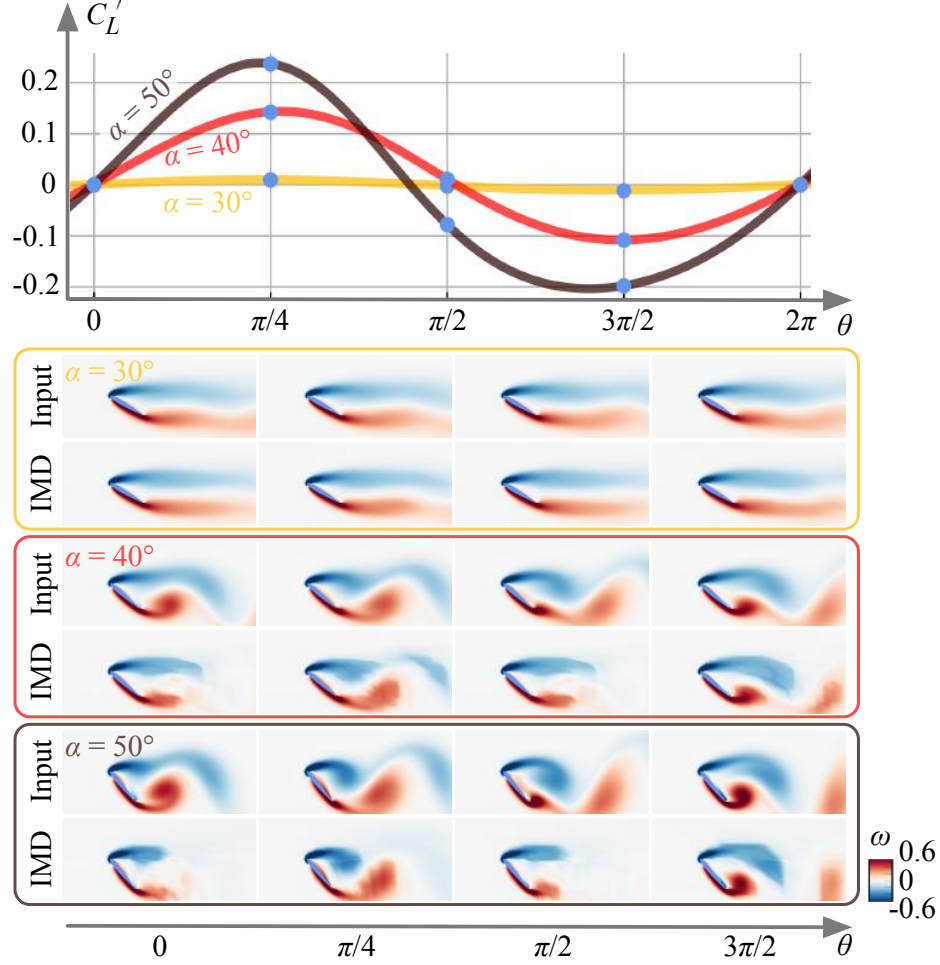 C_L′
0.2
0.1
0
-0.1
-0.2
α = 50°
α = 40°
α = 30°
0 π/4 π/2 3π/2 2π θ
Input α = 30°
IMD
Input α = 40°
IMD
Input α = 50°
IMD
ω
0.6
0
-0.6
0 π/4 π/2 3π/2 θ